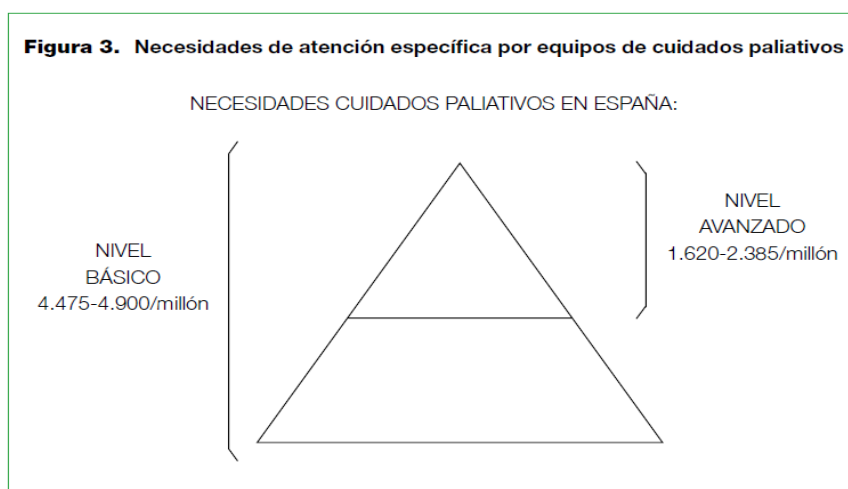 Figura 3. Necesidades de atención específica por equipos de cuidados paliativos
NECESIDADES CUIDADOS PALIATIVOS EN ESPAÑA:
NIVEL
BÁSICO
4.475-4.900/millón
NIVEL
AVANZADO
1.620-2.385/millón